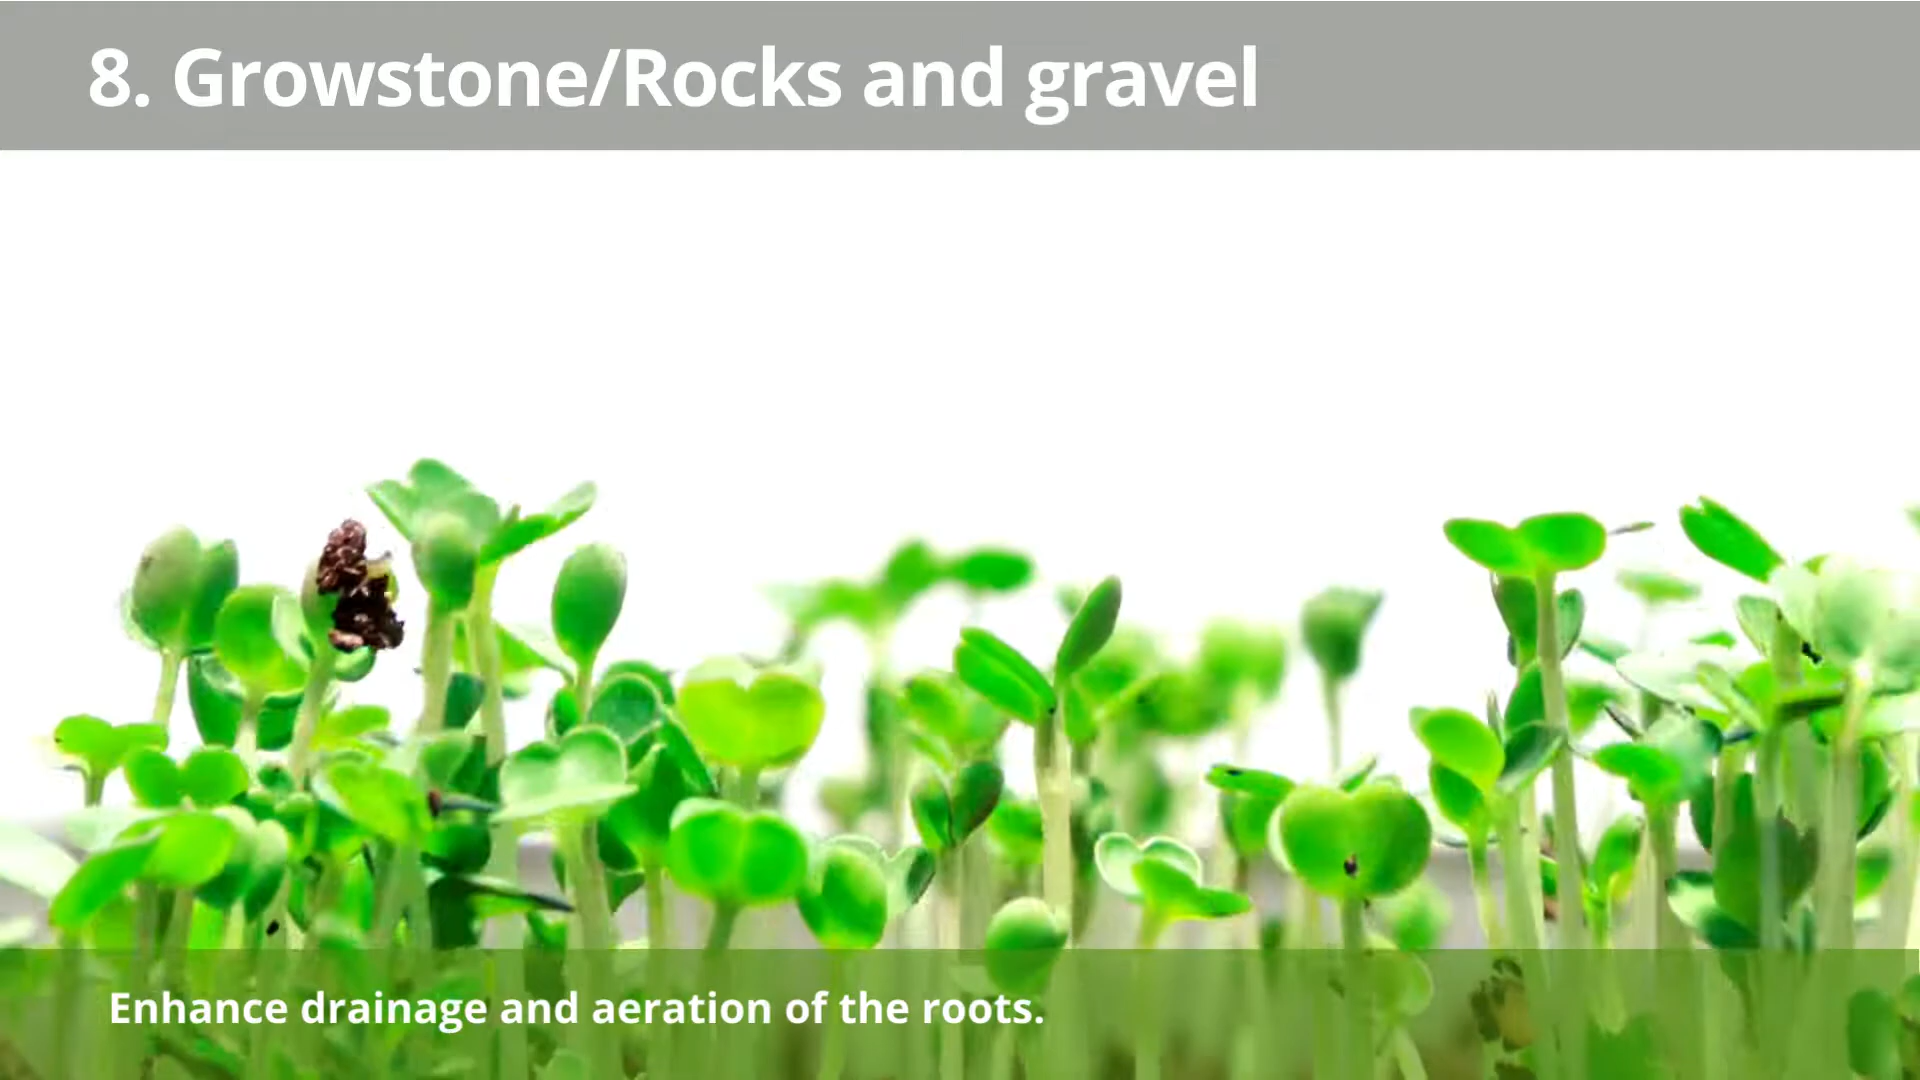 8. Growstone/Rocks and gravel
Enhance drainage and aeration of the roots.